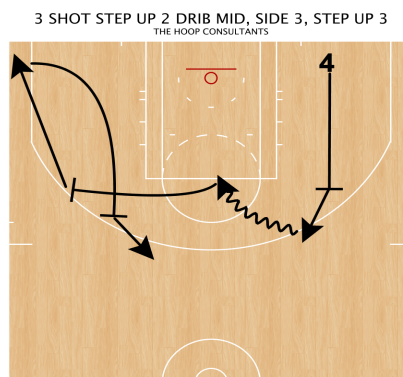 3 SHOT STEP UP 2 DRIB MID, SIDE 3, STEP UP 3
THE HOOP CONSULTANTS
4